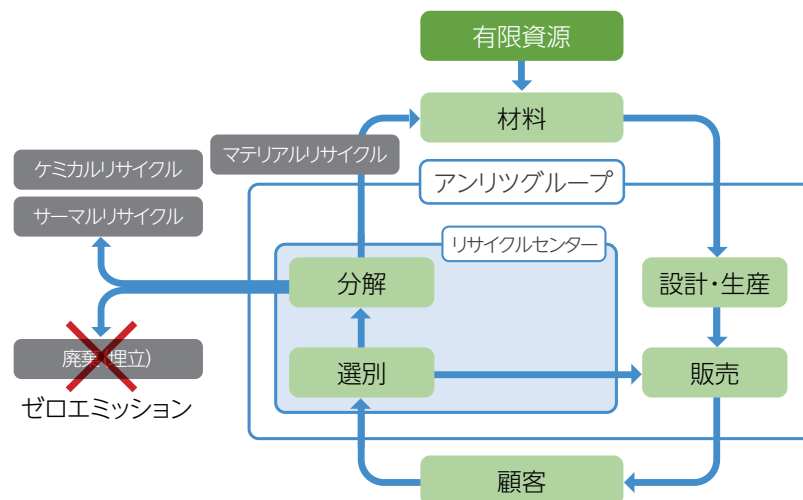 有限資源
材料
マテリアルリサイクル
ケミカルリサイクル
サーマルリサイクル
アンリツグループ
リサイクルセンター
分解
設計・生産
廃棄(埋立)
ゼロエミッション
選別
販売
顧客